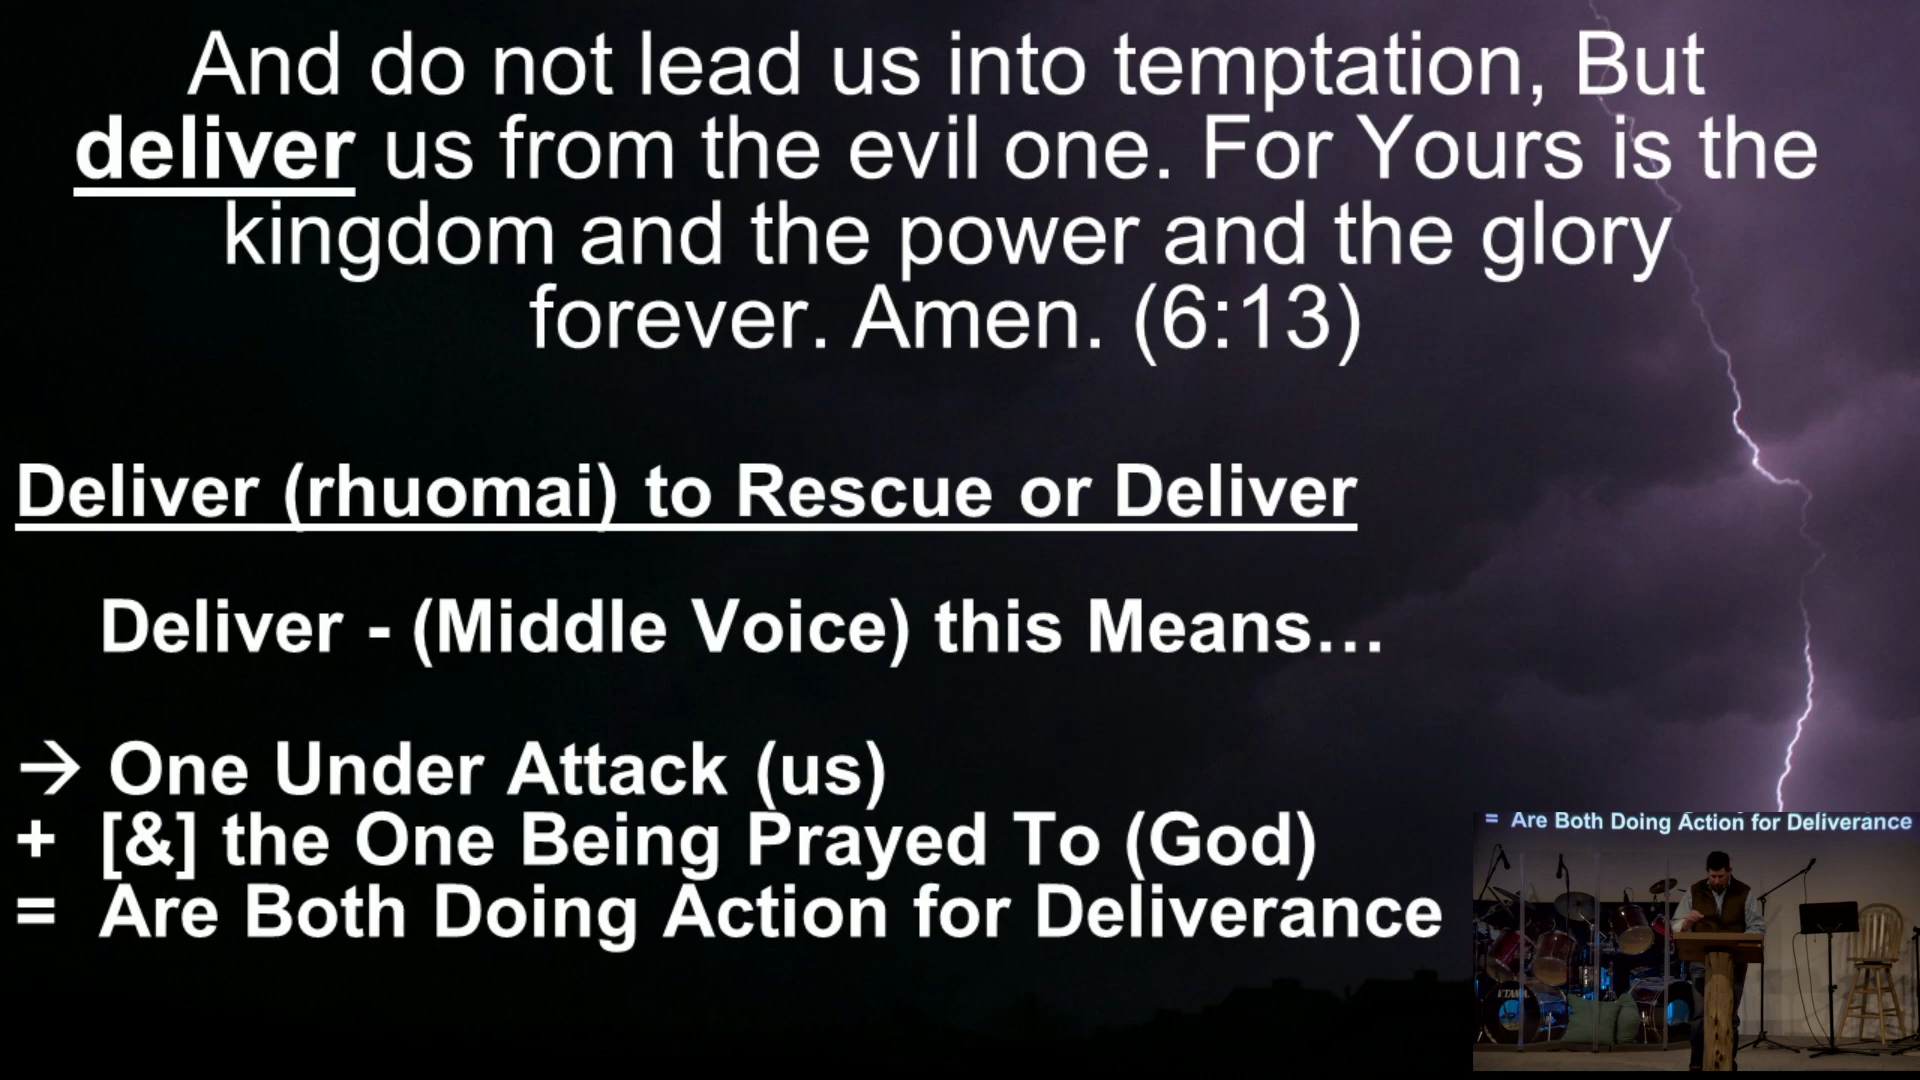 And do not lead us into temptation, But
deliver us from the evil one. For Yours is the
kingdom and the power and the glory
forever. Amen. (6:13)
Deliver (rhuomai) to Rescue or Deliver
Deliver - (Middle Voice) this Means…
→ One Under Attack (us)
+ [&] the One Being Prayed To (God)
= Are Both Doing Action for Deliverance
= Are Both Doing Action for Deliverance
TAMA